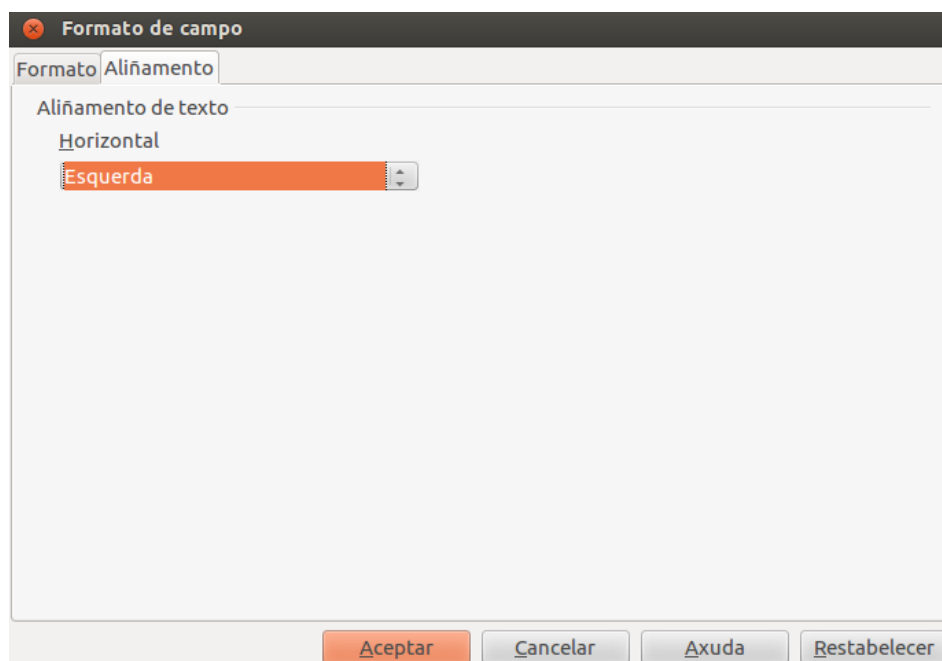 Formato de campo
Formato Aliñamento
Aliñamento de texto
Horizontal
Esquerda
Aceptar Cancelar Axuda Restabelecer